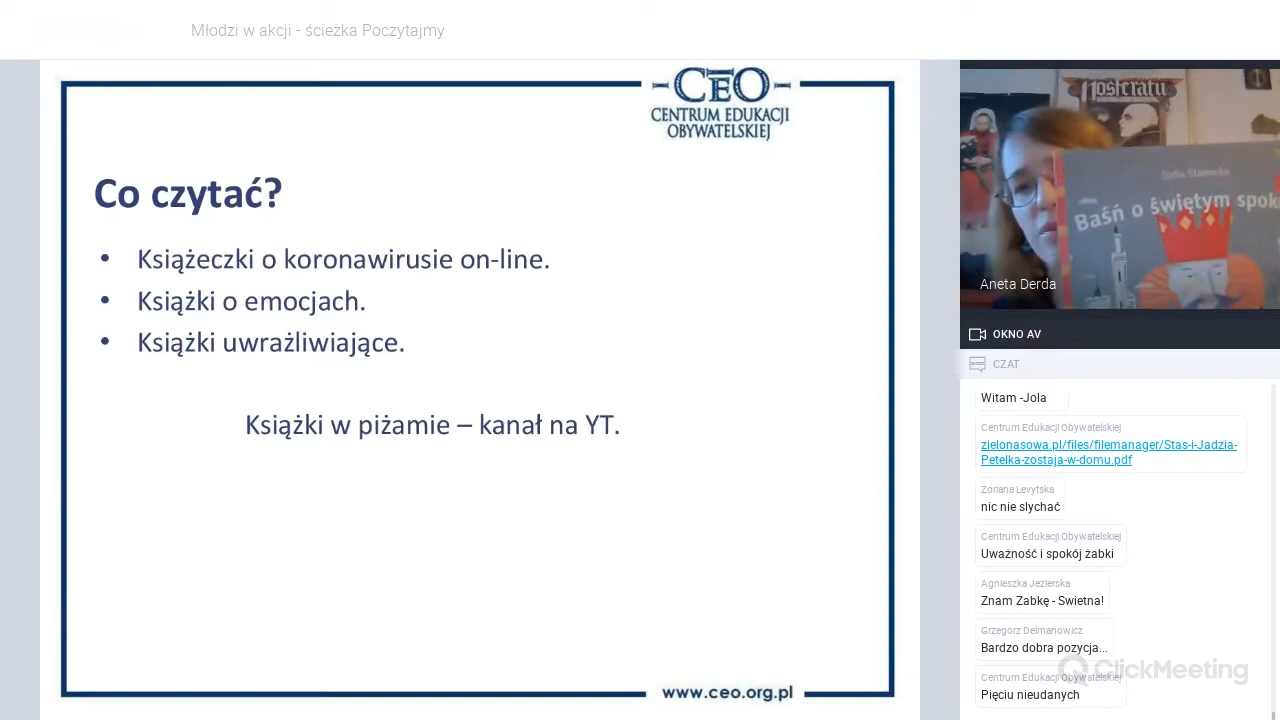 Młodzi w akcji - ścieżka Poczytajmy
CEO
CENTRUM EDUKACJI
OBYWATELSKIEJ
Co czytać?
• Książeczki o koronawirusie on-line.
• Książki o emocjach.
• Książki uwrażliwiające.
Książki w piżamie – kanał na YT.
www.ceo.org.pl
Nosferatu
Zofia Stanecka
Baśń o świętym spoko
Aneta Derda
OKNO AV
CZAT
Witam -Jola
Centrum Edukacji Obywatelskiej
zielonasowa.pl/files/filemanager/Stas-i-Jadzia-
Petelka-zostaja-w-domu.pdf
Zoriana Levytska
nic nie slychać
Centrum Edukacji Obywatelskiej
Uważność i spokój żabki
Agnieszka Jezierska
Znam Zabkę - Swietna!
Grzegorz Delmanowicz
Bardzo dobra pozycja...
Centrum Edukacji Obywatelskiej
Pięciu nieudanych
ClickMeeting